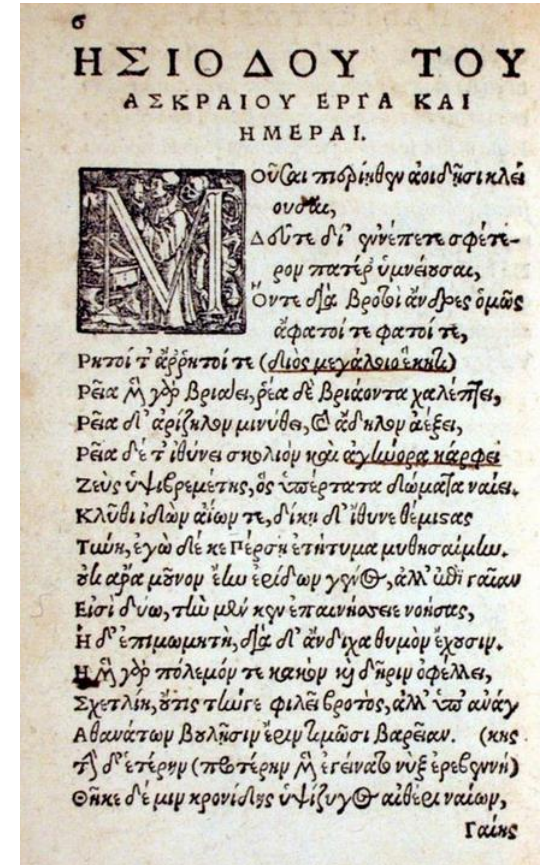 6
ΗΣΙΟΔΟΥ ΤΟΥ
ΑΣΚΡΑΙΟΥ ΕΡΓΑ ΚΑΙ
ΗΜΕΡΑΙ.
ΜΟῦσαι πιερίηθεν ἀοιδῇσι κλεί
ουσαι,
Δεῦτε δί' ἐννέπετε σφέτε-
ρον πατέρ' ὑμνείουσαι,
Ὅντε διὰ βροτοὶ ἄνδρες ὁμῶς
ἄφατοί τε φατοί τε,
Ρητοί τ' ἄρρητοί τε (διὸς μεγάλοιο ἕκητι)
Ρεῖα μὲν γὰρ βριάει, ῥέα δὲ βριάοντα χαλέπτει,
Ρεῖα δ' ἀρίζηλον μινύθει, καὶ ἄδηλον ἀέξει,
Ρεῖα δέ τ' ἰθύνει σκολιὸν καὶ ἀγήνορα κάρφει
Ζεὺς ὑψιβρεμέτης, ὃς ὑπέρτατα δώματα ναίει.
Κλῦθι ἰδὼν ἀΐων τε, δίκῃ δ' ἴθυνε θέμιστας
Τύνη, ἐγὼ δέ κε Πέρσῃ ἐτήτυμα μυθησαίμην.
οὐκ ἄρα μοῦνον ἔην ἐρίδων γένος, ἀλλ' ἐπὶ γαῖαν
Εἰσὶ δύω, τὴν μέν κεν ἐπαινήσειε νοήσας,
Ἡ δ' ἐπιμωμητὴ, διὰ δ' ἄνδιχα θυμὸν ἔχουσιν.
Ἡ μὲν γὰρ πόλεμόν τε κακὸν καὶ δῆριν ὀφέλλει,
Σχετλίη, οὔτις τήνγε φιλεῖ βροτὸς, ἀλλ' ὑπ' ἀνάγ
Ἀθανάτων βουλῇσιν ἔριν τιμῶσι βαρεῖαν. (κης
τὴν δ' ἑτέρην (προτέρην μὲν ἐγείνατο νὺξ ἐρεβεννή)
Θῆκε δέ μιν κρονίδης ὑψίζυγος αἰθέρι ναίων,
Γαίης